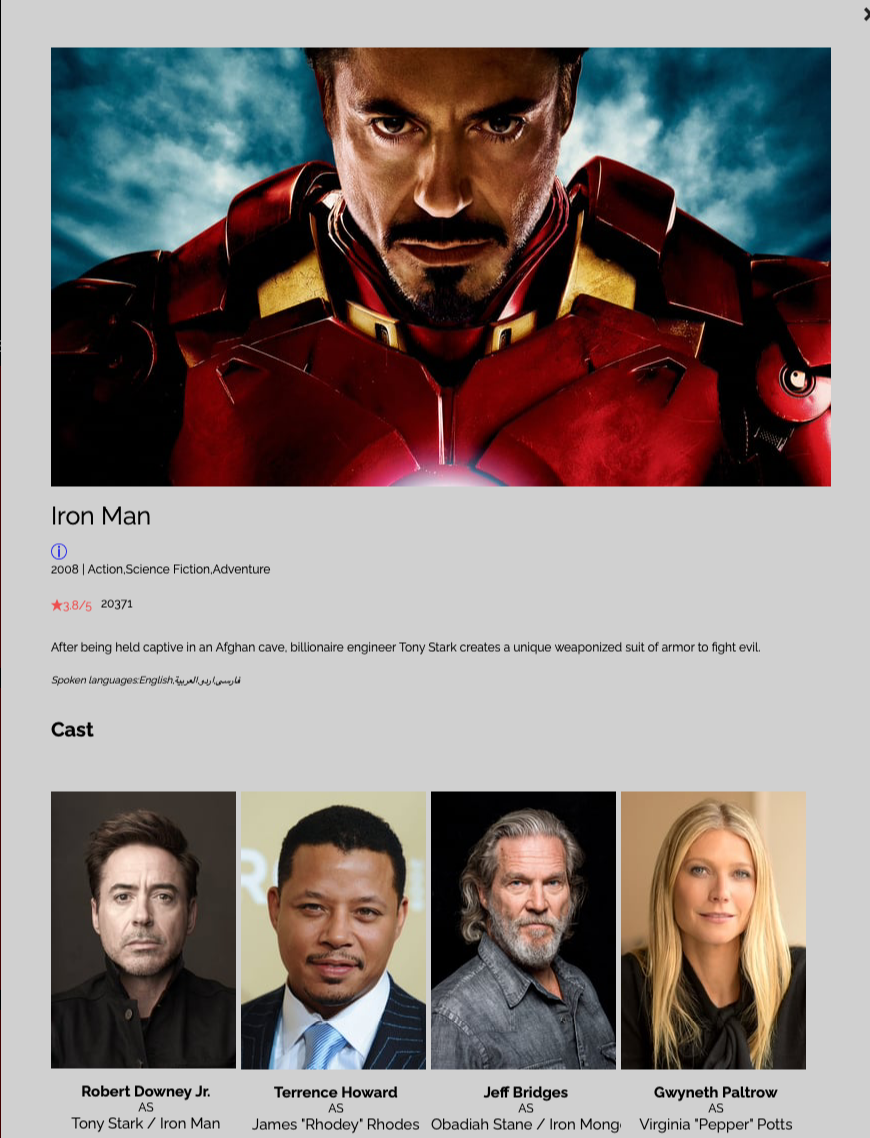 Iron Man
2008 | Action,Science Fiction,Adventure
★3.8/5 20371
After being held captive in an Afghan cave, billionaire engineer Tony Stark creates a unique weaponized suit of armor to fight evil.
Spoken languages:English,فارسی,اردو,العربية
Cast
Robert Downey Jr.
AS
Tony Stark / Iron Man
Terrence Howard
AS
James "Rhodey" Rhodes
Jeff Bridges
AS
Obadiah Stane / Iron Mong
Gwyneth Paltrow
AS
Virginia "Pepper" Potts